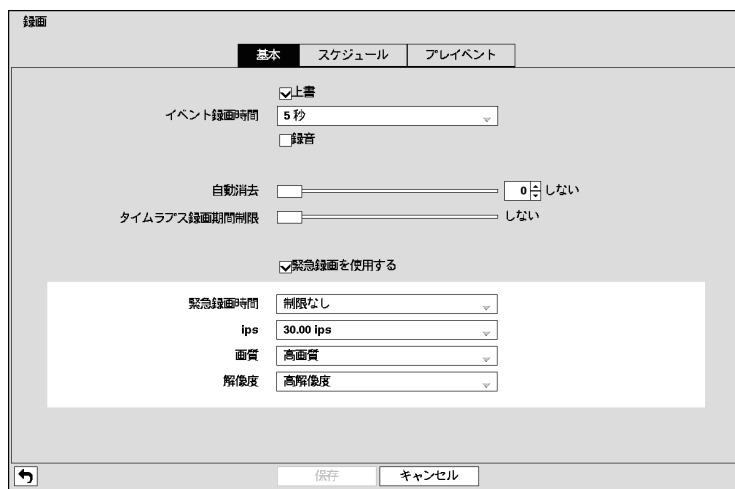 録画
基本 スケジュール プレイベント
上書
イベント録画時間 5 秒
録音
自動消去 0 しない
タイムラプス録画期間制限 しない
緊急録画を使用する
緊急録画時間 制限なし
ips 30.00 ips
画質 高画質
解像度 高解像度
保存 キャンセル